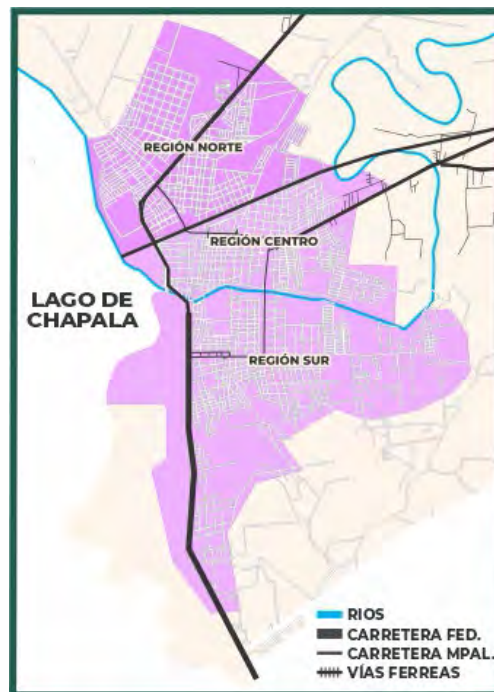 REGIÓN NORTE
REGIÓN CENTRO
LAGO DE
CHAPALA
REGIÓN SUR
RIOS
CARRETERA FED.
CARRETERA MPAL.
VÍAS FERREAS